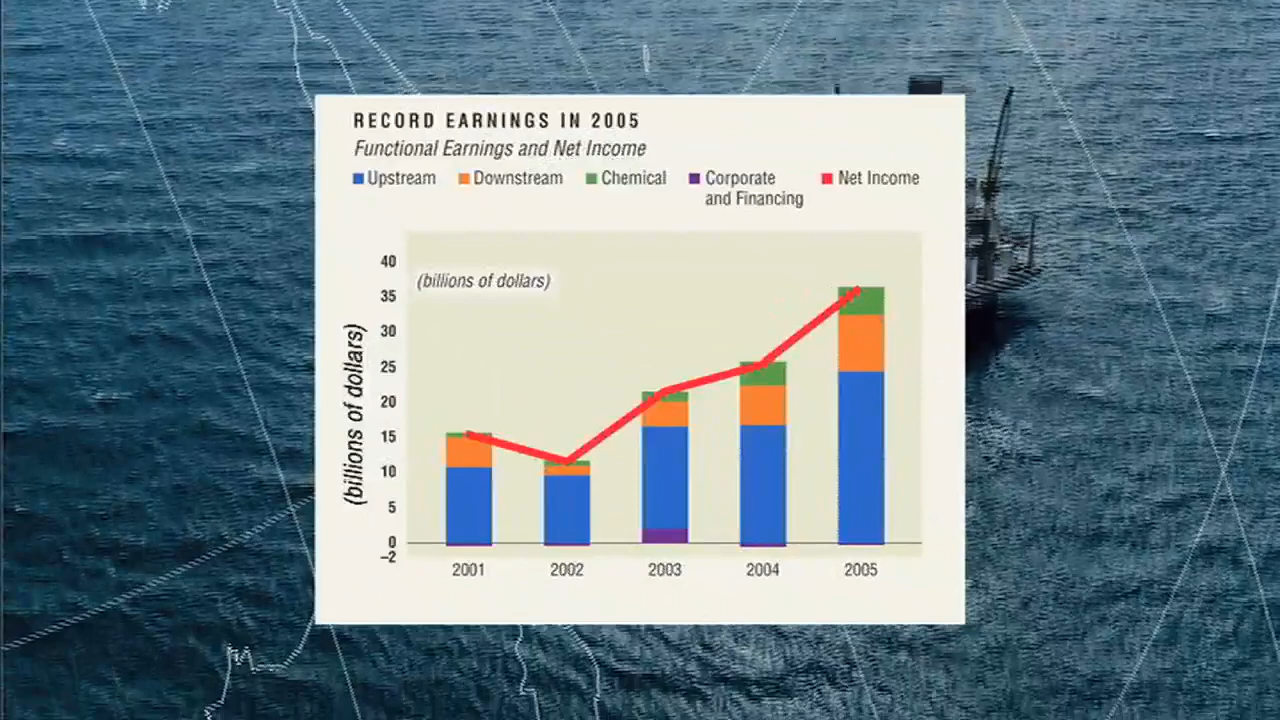 RECORD EARNINGS IN 2005
Functional Earnings and Net Income
Upstream Downstream Chemical Corporate and Financing Net Income
(billions of dollars)
(billions of dollars)
40
35
30
25
20
15
10
5
0
–2
2001 2002 2003 2004 2005